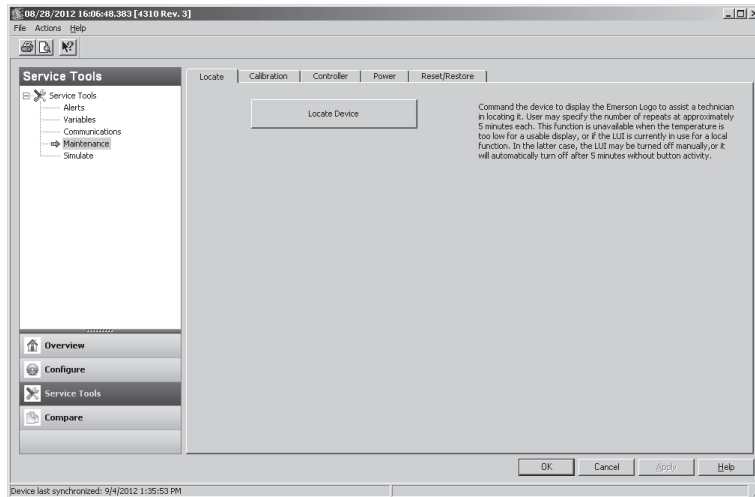 08/28/2012 16:06:48.383 [4310 Rev. 3]
File Actions Help
Service Tools
Service Tools
Alerts
Variables
Communications
Maintenance
Simulate
Overview
Configure
Service Tools
Compare
Locate Calibration Controller Power Reset/Restore
Locate Device
Command the device to display the Emerson Logo to assist a technician
in locating it. User may specify the number of repeats at approximately
5 minutes each. This function is unavailable when the temperature is
too low for a usable display, or if the LUI is currently in use for a local
function. In the latter case, the LUI may be turned off manually,or it
will automatically turn off after 5 minutes without button activity.
OK Cancel Apply Help
Device last synchronized: 9/4/2012 1:35:53 PM